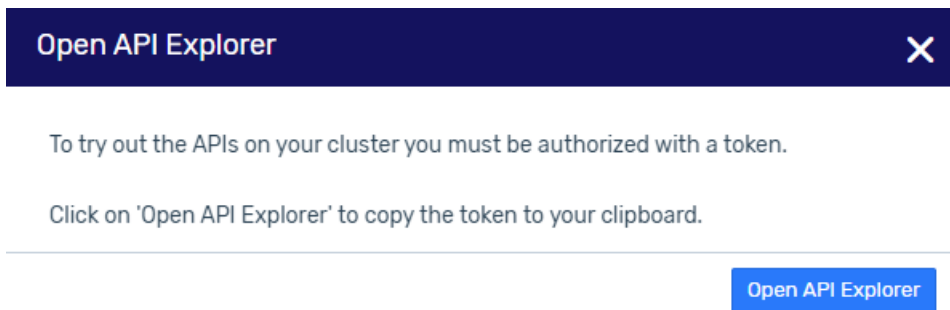 Open API Explorer
To try out the APIs on your cluster you must be authorized with a token.
Click on 'Open API Explorer' to copy the token to your clipboard.
Open API Explorer